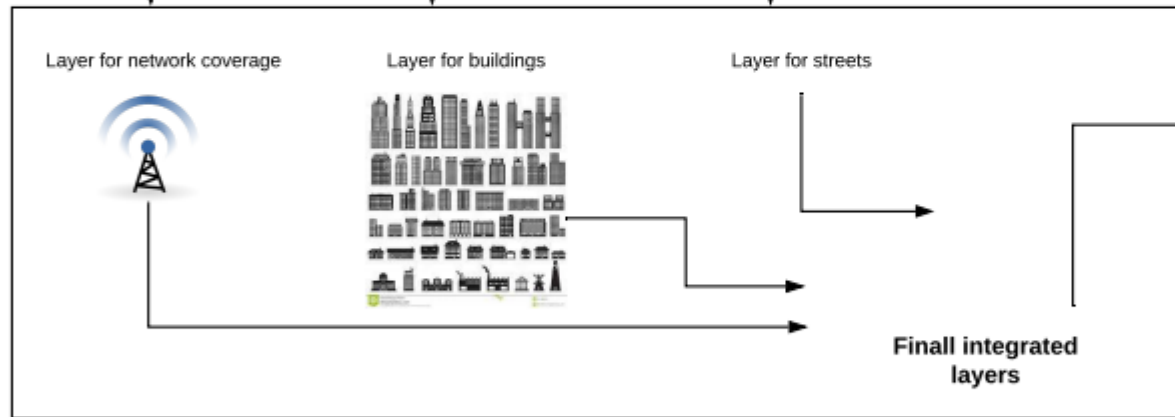 Layer for network coverage
Layer for buildings
Layer for streets
Finall integrated
layers